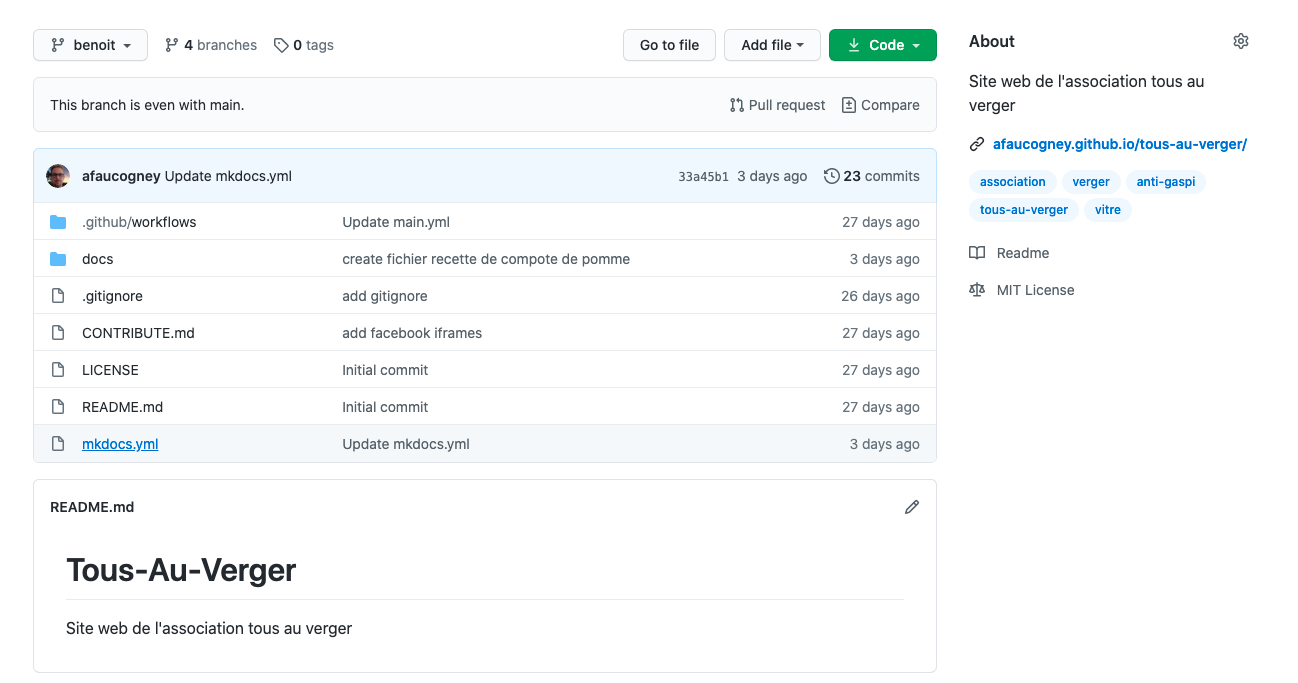 benoit
4 branches
0 tags
Go to file
Add file
Code
This branch is even with main.
Pull request
Compare
afaucogney Update mkdocs.yml
33a45b1 3 days ago
23 commits
.github/workflows Update main.yml 27 days ago
docs create fichier recette de compote de pomme 3 days ago
.gitignore add gitignore 26 days ago
CONTRIBUTE.md add facebook iframes 27 days ago
LICENSE Initial commit 27 days ago
README.md Initial commit 27 days ago
mkdocs.yml Update mkdocs.yml 3 days ago
README.md
Tous-Au-Verger
Site web de l'association tous au verger
About
Site web de l'association tous au
verger
afaucogney.github.io/tous-au-verger/
association verger anti-gaspi
tous-au-verger vitre
Readme
MIT License